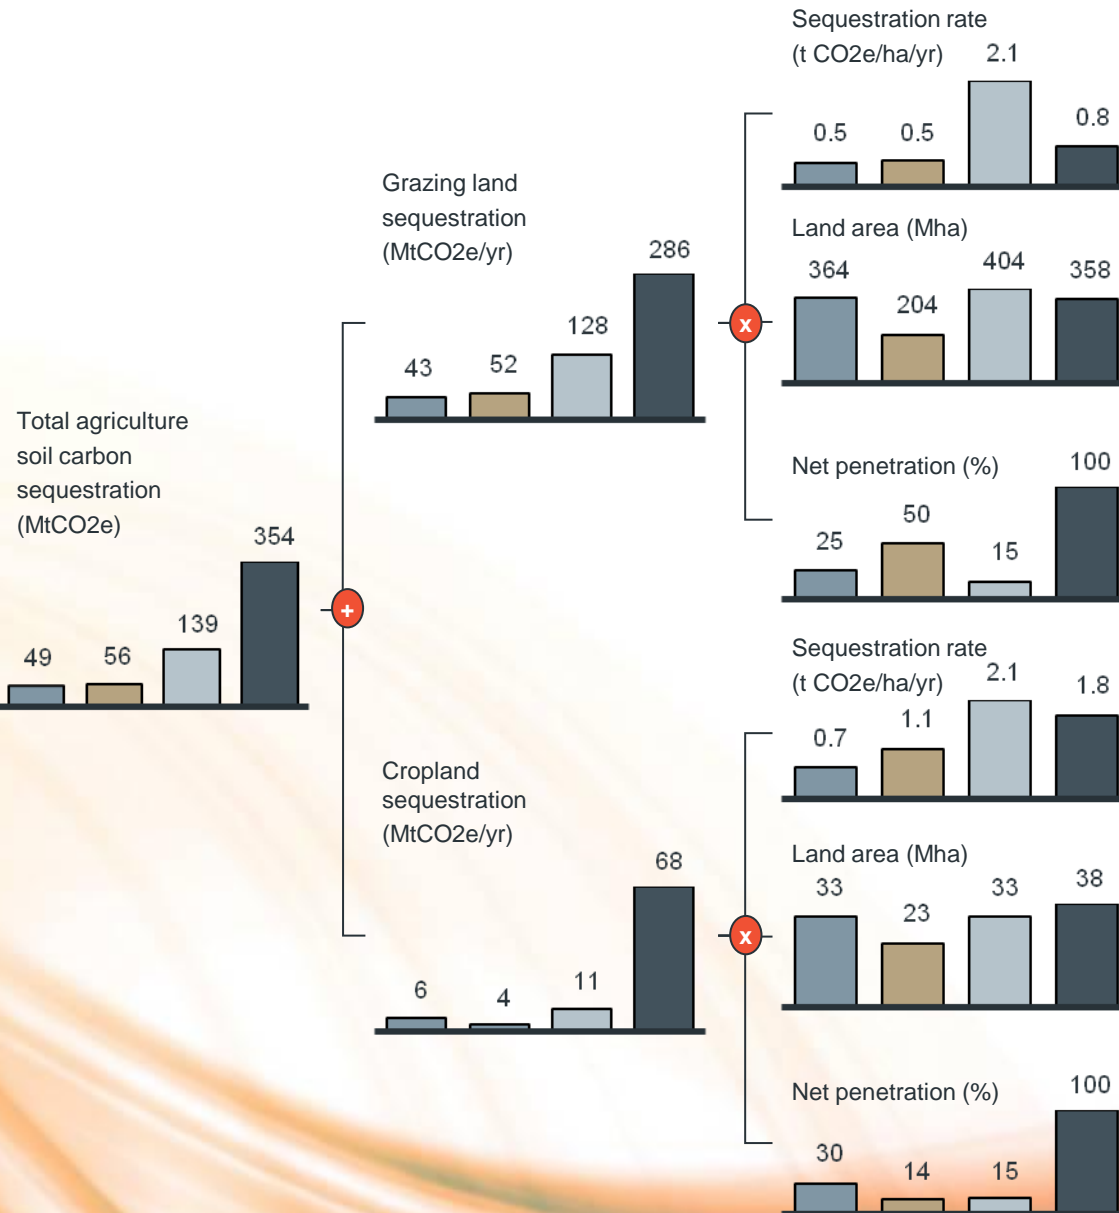 Total agriculture
soil carbon
sequestration
(MtCO2e)
49 56 139 354
+
Grazing land
sequestration
(MtCO2e/yr)
43 52 128 286
x
Sequestration rate
(t CO2e/ha/yr)
0.5 0.5 2.1 0.8
Land area (Mha)
364 204 404 358
Net penetration (%)
25 50 15 100
Cropland
sequestration
(MtCO2e/yr)
6 4 11 68
x
Sequestration rate
(t CO2e/ha/yr)
0.7 1.1 2.1 1.8
Land area (Mha)
33 23 33 38
Net penetration (%)
30 14 15 100